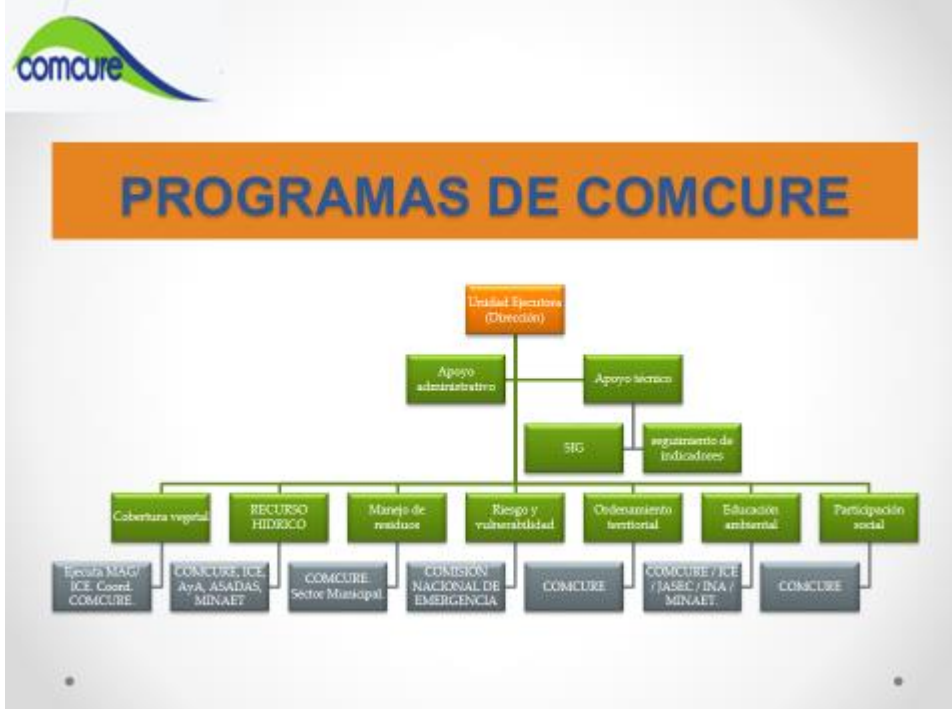 comcure
PROGRAMAS DE COMCURE
Unidad Ejecutora
(Dirección)
Apoyo
administrativo
Apoyo técnico
SIG
seguimiento de
indicadores
Cobertura vegetal
RECURSO
HIDRICO
Manejo de
residuos
Riesgo y
vulnerabilidad
Ordenamiento
territorial
Educación
ambiental
Participación
social
Ejecuta MAG/
ICE. Coord.
COMCURE.
COMCURE, ICE,
AyA, ASADAS,
MINAET
COMCURE.
Sector Municipal.
COMISIÓN
NACIONAL DE
EMERGENCIA
COMCURE
COMCURE / ICE
/ JASEC / INA /
MINAET.
COMCURE